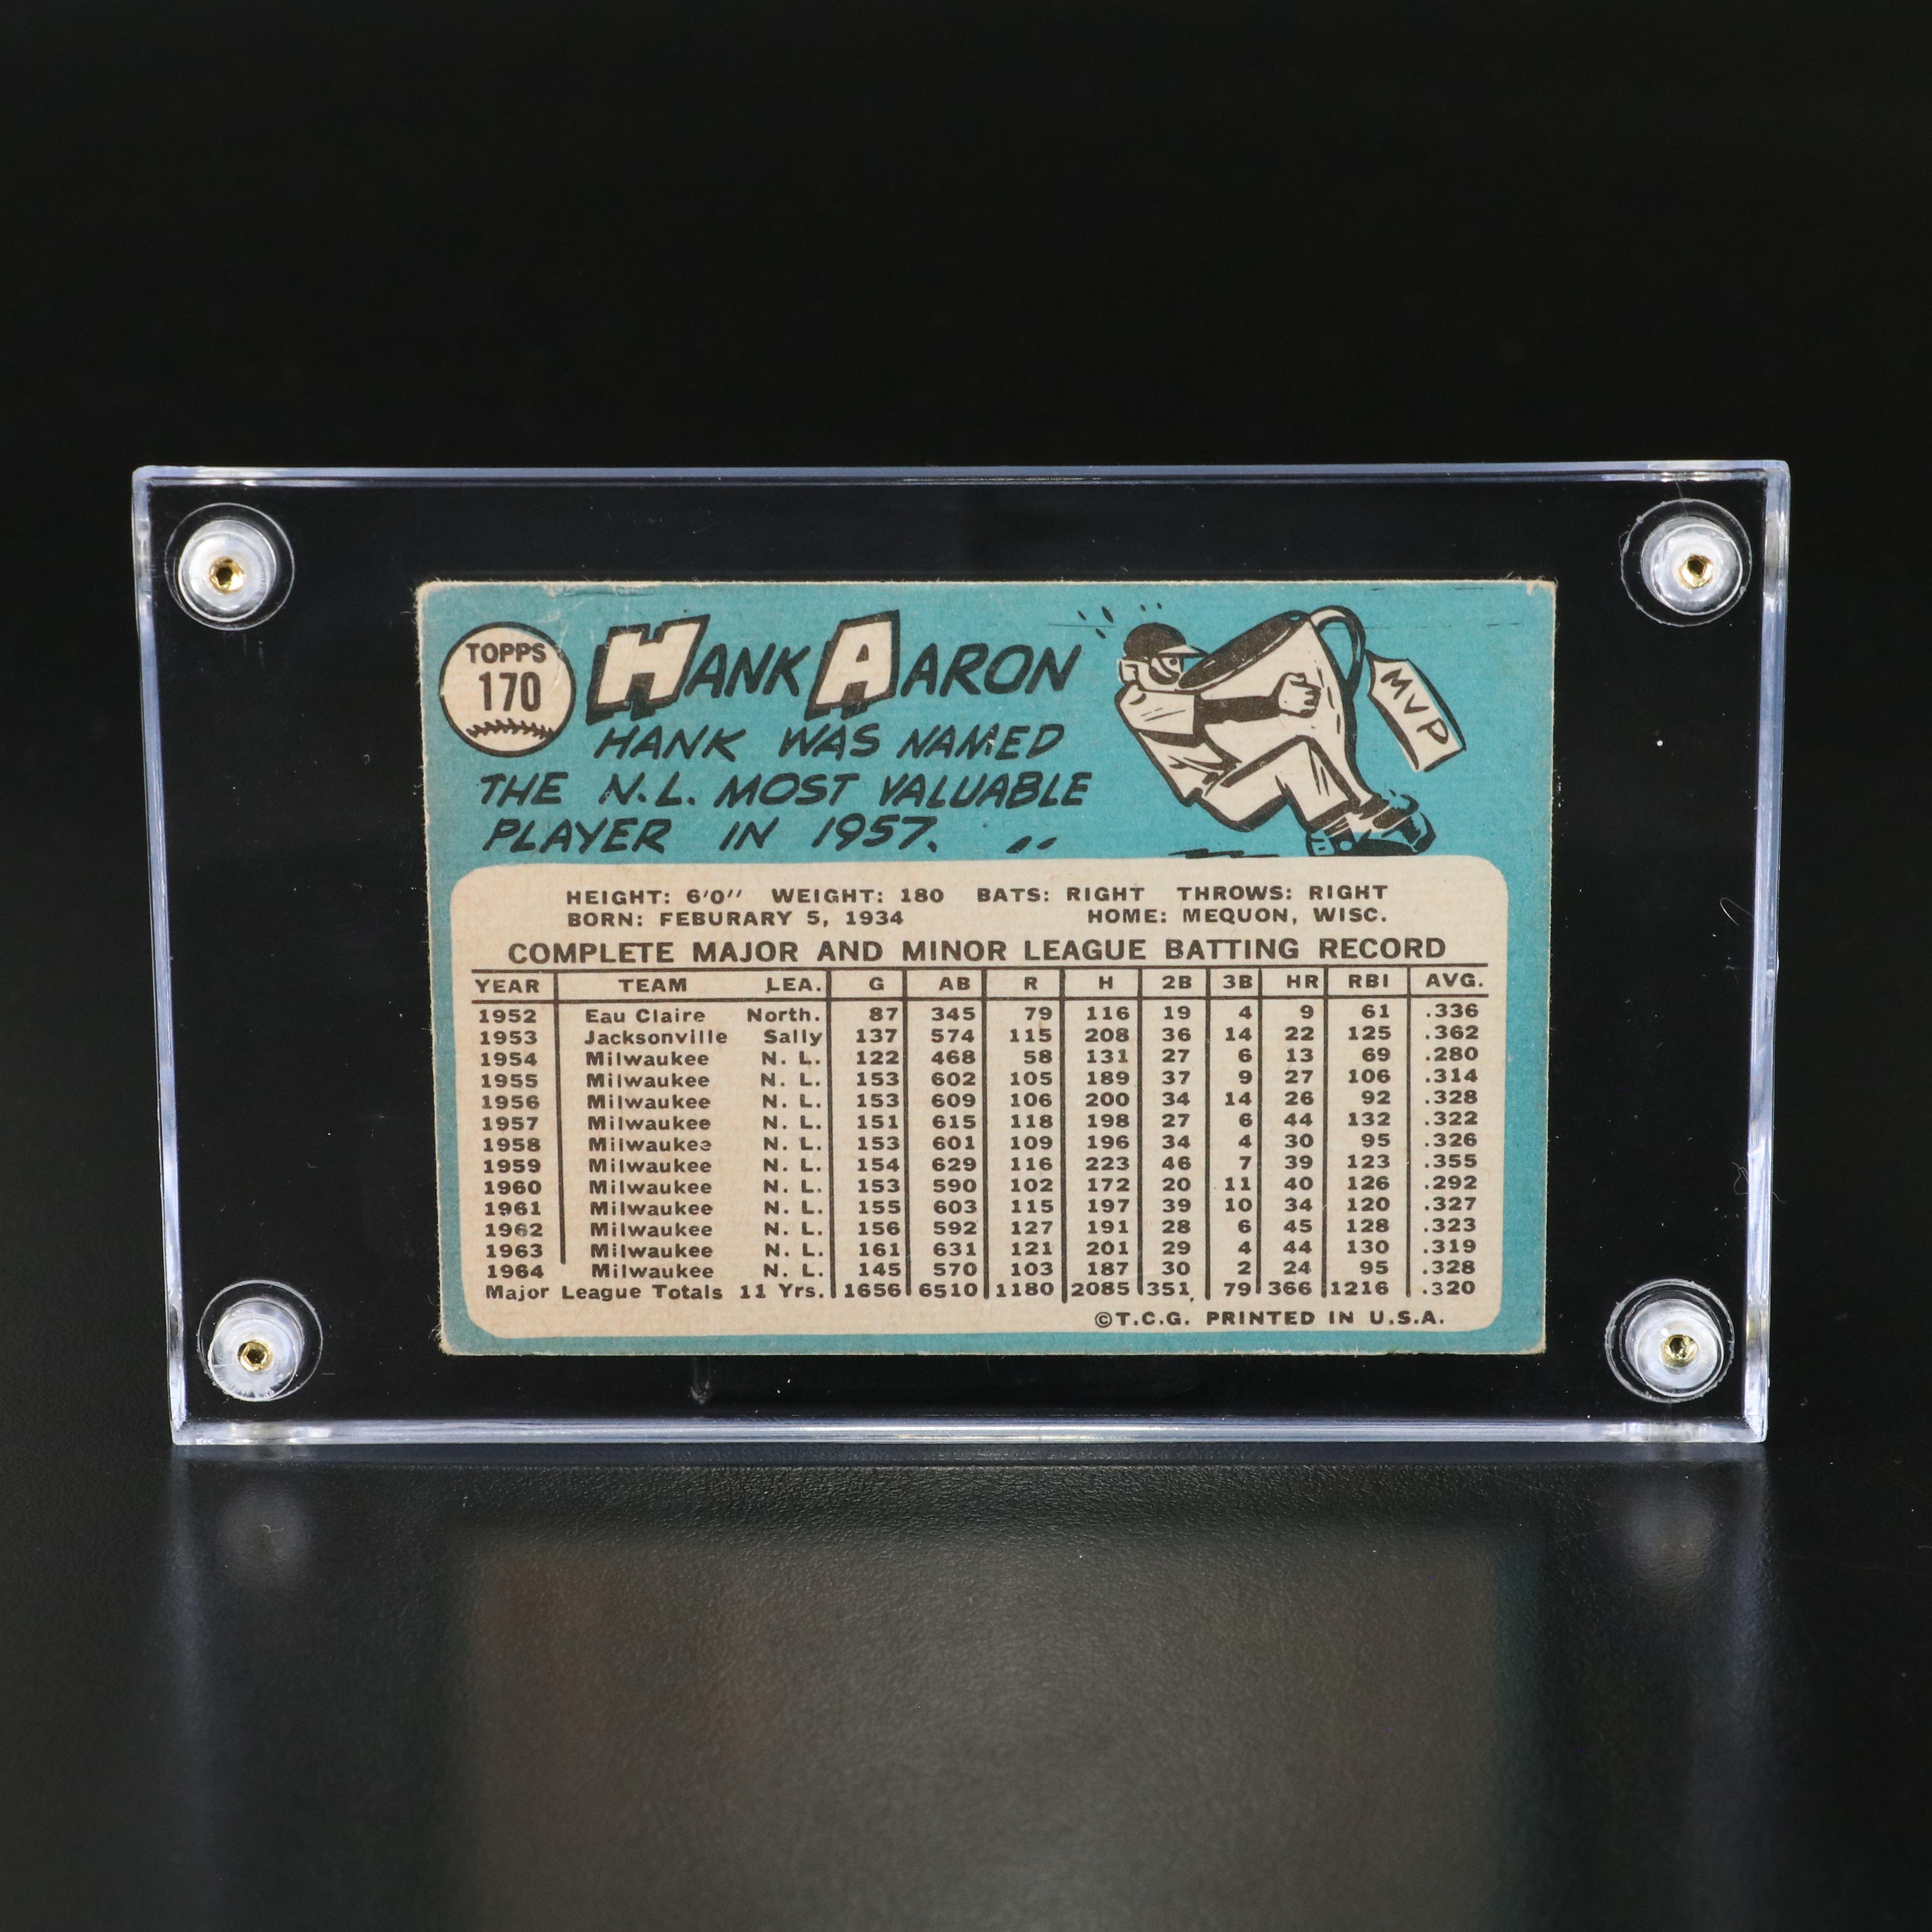 TOPPS
170
HANK AARON
HANK WAS NAMED
THE N.L. MOST VALUABLE
PLAYER IN 1957.
MVP
HEIGHT: 6'0'' WEIGHT: 180 BATS: RIGHT THROWS: RIGHT
BORN: FEBURARY 5, 1934 HOME: MEQUON, WISC.
COMPLETE MAJOR AND MINOR LEAGUE BATTING RECORD
YEAR TEAM LEA. G AB R H 2B 3B HR RBI AVG.
1952 Eau Claire North. 87 345 79 116 19 4 9 61 .336
1953 Jacksonville Sally 137 574 115 208 36 14 22 125 .362
1954 Milwaukee N. L. 122 468 58 131 27 6 13 69 .280
1955 Milwaukee N. L. 153 602 105 189 37 9 27 106 .314
1956 Milwaukee N. L. 153 609 106 200 34 14 26 92 .328
1957 Milwaukee N. L. 151 615 118 198 27 6 44 132 .322
1958 Milwaukee N. L. 153 601 109 196 34 4 30 95 .326
1959 Milwaukee N. L. 154 629 116 223 46 7 39 123 .355
1960 Milwaukee N. L. 153 590 102 172 20 11 40 126 .292
1961 Milwaukee N. L. 155 603 115 197 39 10 34 120 .327
1962 Milwaukee N. L. 156 592 127 191 28 6 45 128 .323
1963 Milwaukee N. L. 161 631 121 201 29 4 44 130 .319
1964 Milwaukee N. L. 145 570 103 187 30 2 24 95 .328
Major League Totals 11 Yrs. 1656 6510 1180 2085 351 79 366 1216 .320
©T.C.G. PRINTED IN U.S.A.